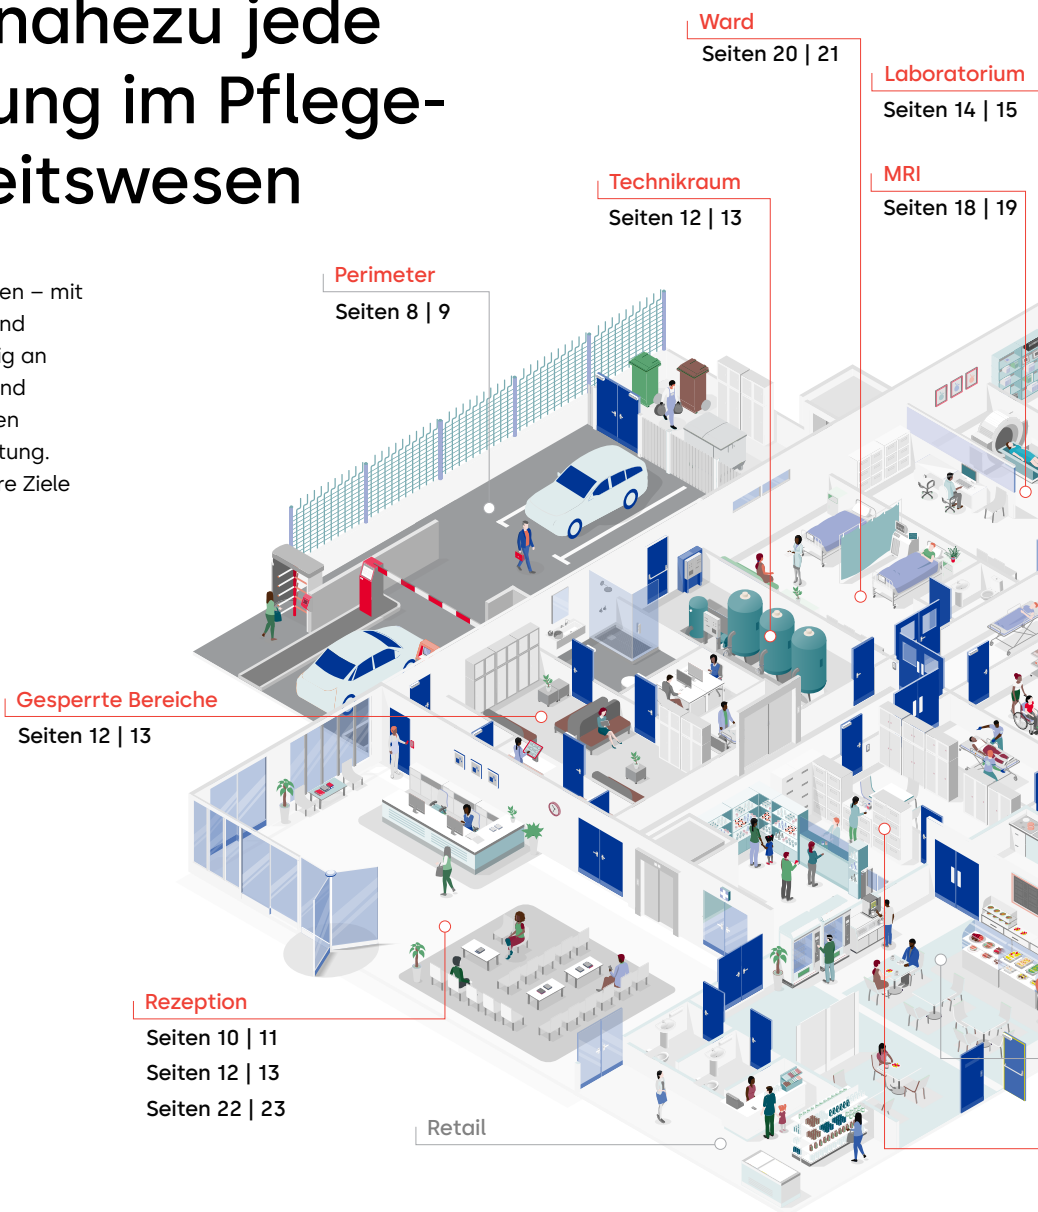 nahezu jede
ung im Pflege-
eitswesen
en – mit
nd
ig an
nd
en
tung.
re Ziele
Ward
Seiten 20 | 21
Laboratorium
Seiten 14 | 15
Technikraum
Seiten 12 | 13
MRI
Seiten 18 | 19
Perimeter
Seiten 8 | 9
Gesperrte Bereiche
Seiten 12 | 13
Rezeption
Seiten 10 | 11
Seiten 12 | 13
Seiten 22 | 23
Retail